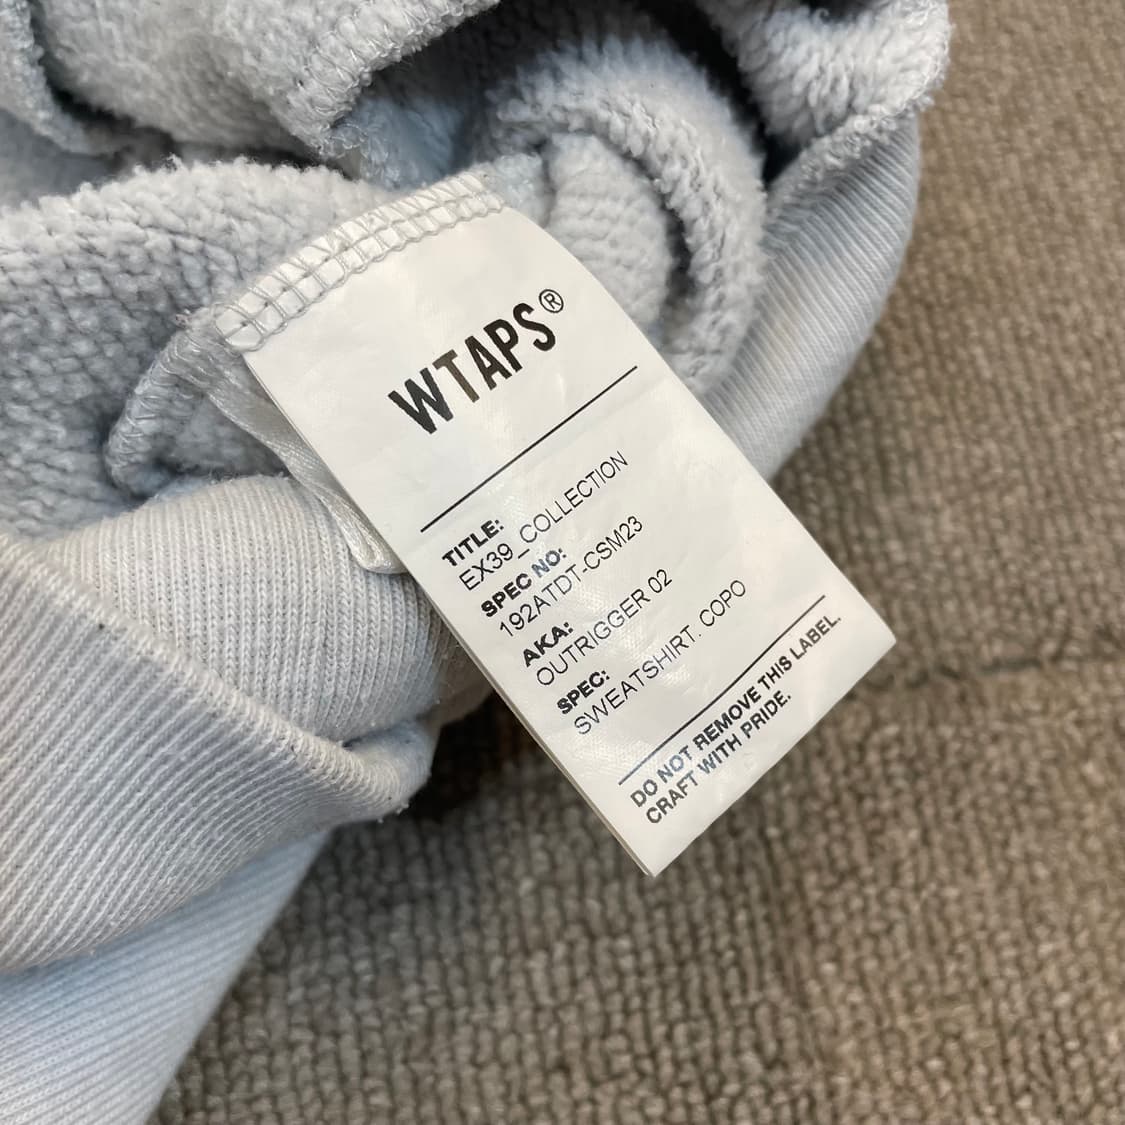 WTAPS®
TITLE:
EX39_COLLECTION
SPEC NO:
192ATDT-CSM23
AKA:
OUTRIGGER 02
SPEC:
SWEATSHIRT. COPO
DO NOT REMOVE THIS LABEL.
CRAFT WITH PRIDE.